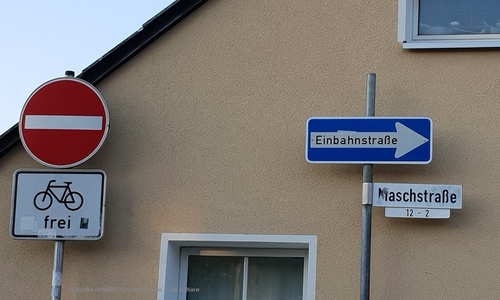 Einbahnstraße
Maschstraße
12 - 2
frei